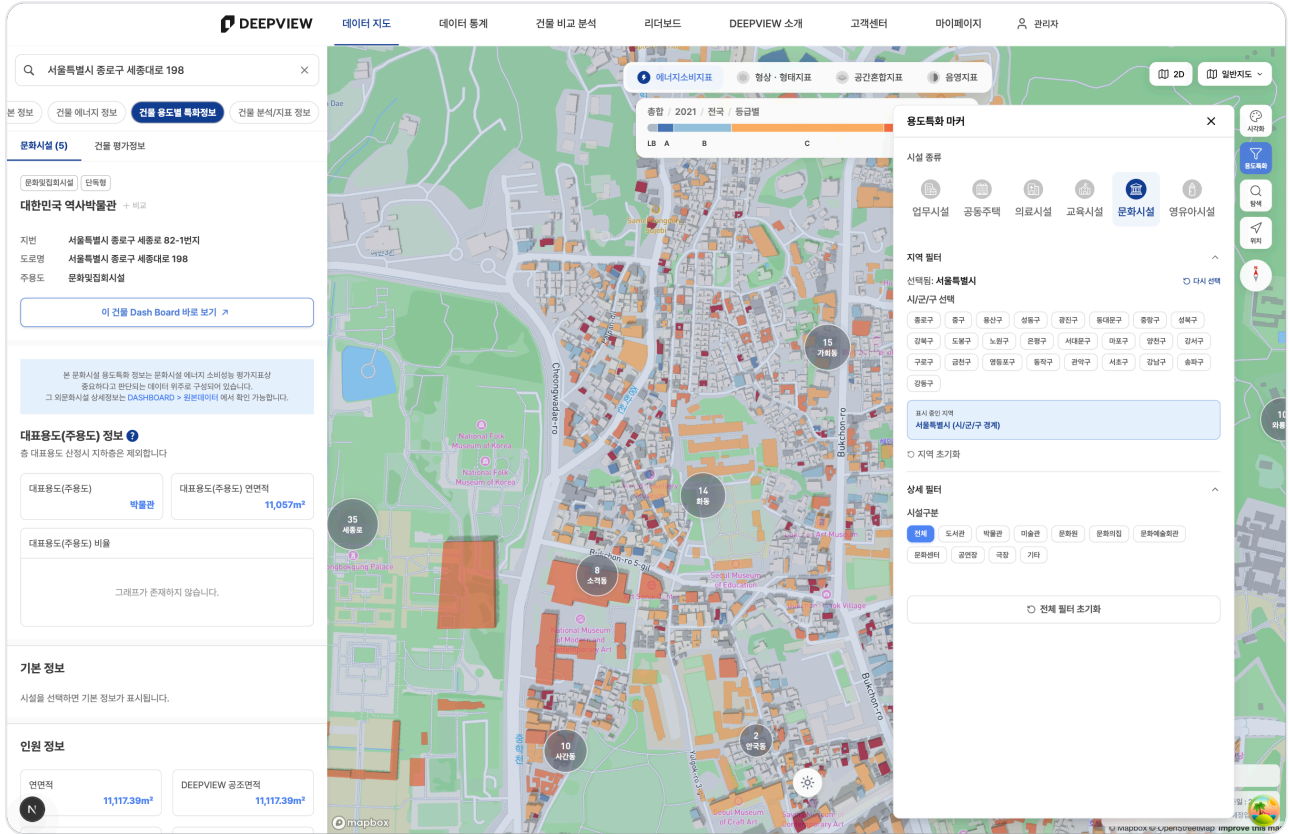 DEEPVIEW
데이터 지도
데이터 통계
건물 비교 분석
리더보드
DEEPVIEW 소개
고객센터
마이페이지
관리자
서울특별시 종로구 세종대로 198
본 정보
건물 에너지 정보
건물 용도별 특화정보
건물 분석/지표 정보
문화시설 (5)
건물 평가정보
문화및집회시설
단독형
대한민국 역사박물관
+ 비교
지번
서울특별시 종로구 세종로 82-1번지
도로명
서울특별시 종로구 세종대로 198
주용도
문화및집회시설
이 건물 Dash Board 바로 보기 ↗
본 문화시설 용도특화 정보는 문화시설 에너지 소비성능 평가지표상
중요하다고 판단되는 데이터 위주로 구성되어 있습니다.
그 외문화시설 상세정보는 DASHBOARD > 원본데이터 에서 확인 가능합니다.
대표용도(주용도) 정보 ?
층 대표용도 산정시 지하층은 제외합니다
대표용도(주용도)
박물관
대표용도(주용도) 연면적
11,057m²
대표용도(주용도) 비율
그래프가 존재하지 않습니다.
기본 정보
시설을 선택하면 기본 정보가 표시됩니다.
인원 정보
연면적
11,117.39m²
DEEPVIEW 공조면적
11,117.39m²
N
에너지소비지표
형상 · 형태지표
공간혼합지표
음영지표
총합 / 2021 / 전국 / 등급별
LB
A
B
C
2D
일반지도
시각화
용도특화
탐색
위치
Dae
Cheongwadae-ro
Bukchon-ro
15
가회동
National Folk
Museum of Korea
National Folk
Museum of Korea
14
화동
35
세종로
8
소격동
Seoul Museum
of Education
National Museum
of Modern and
Contemporary Art
Bukchon-ro
10
사간동
2
안국동
중학천
Yulgok-ro 3-gil
Seoul Museum
of Craft Art
mapbox
용도특화 마커
시설 종류
업무시설
공동주택
의료시설
교육시설
문화시설
영유아시설
지역 필터
선택됨: 서울특별시
다시 선택
시/군/구 선택
종로구
중구
용산구
성동구
광진구
동대문구
중랑구
성북구
강북구
도봉구
노원구
은평구
서대문구
마포구
양천구
강서구
구로구
금천구
영등포구
동작구
관악구
서초구
강남구
송파구
강동구
표시 중인 지역
서울특별시 (시/군/구 경계)
지역 초기화
상세 필터
시설구분
전체
도서관
박물관
미술관
문화원
문화의집
문화예술회관
문화센터
공연장
극장
기타
전체 필터 초기화
© Mapbox © OpenStreetMap Improve this ma